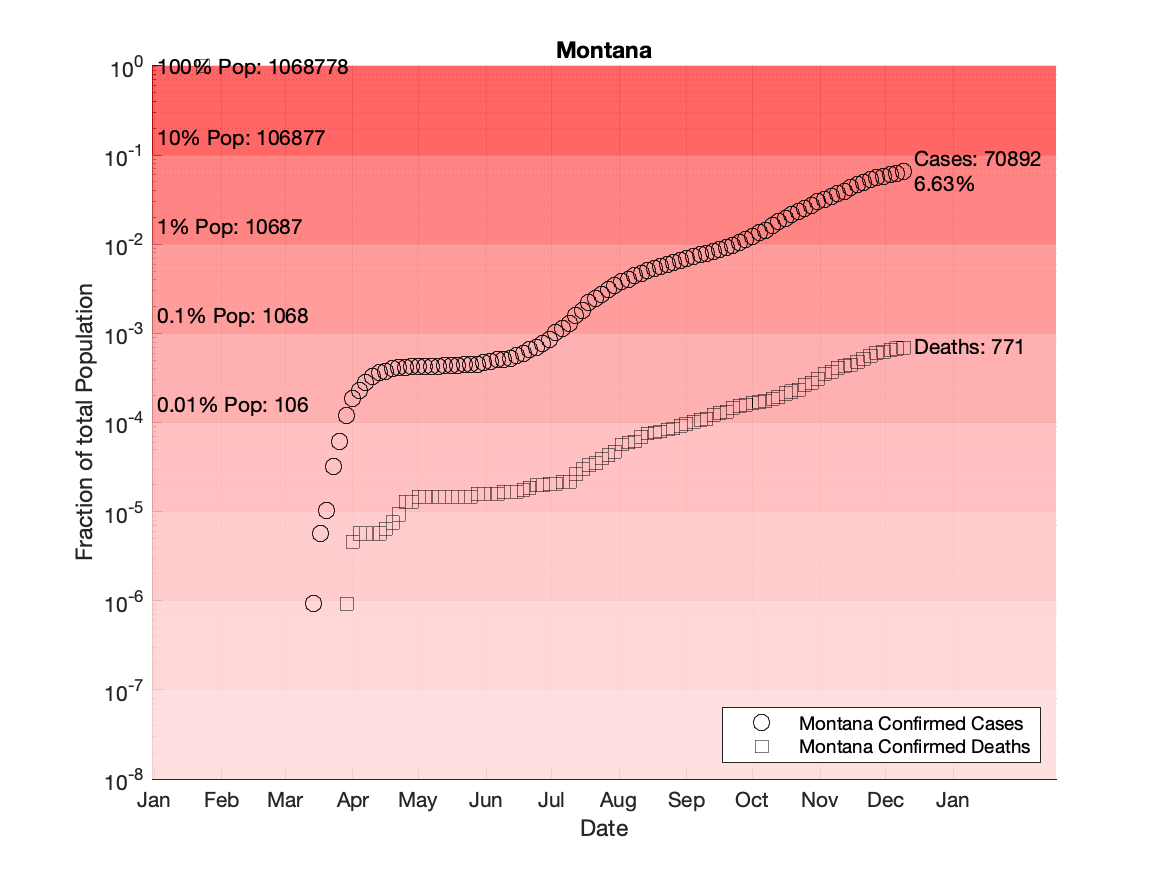 Montana
10^0
100% Pop: 1068778
10% Pop: 106877
10^-1
Cases: 70892
6.63%
1% Pop: 10687
10^-2
0.1% Pop: 1068
10^-3
Deaths: 771
0.01% Pop: 106
10^-4
10^-5
10^-6
10^-7
10^-8
Fraction of total Population
Montana Confirmed Cases
Montana Confirmed Deaths
Jan Feb Mar Apr May Jun Jul Aug Sep Oct Nov Dec Jan
Date